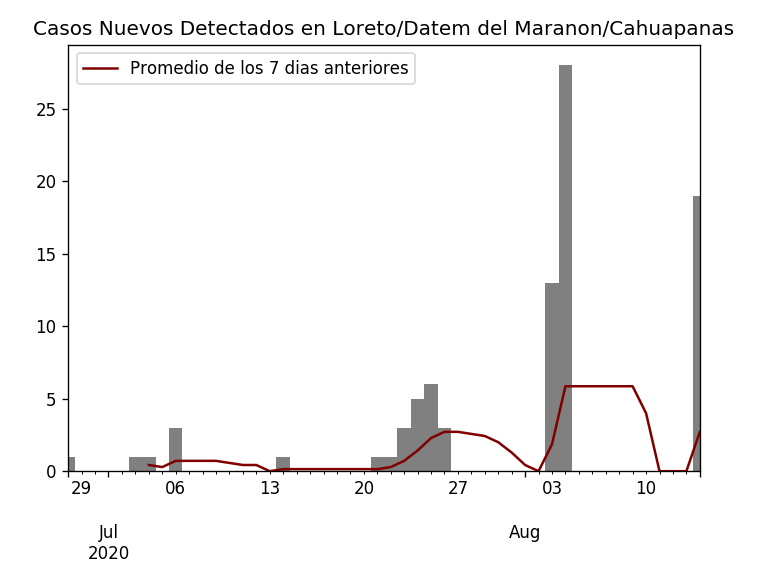 Casos Nuevos Detectados en Loreto/Datem del Maranon/Cahuapanas
Promedio de los 7 dias anteriores
25
20
15
10
5
0
29 06 13 20 27 03 10
Jul Aug
2020